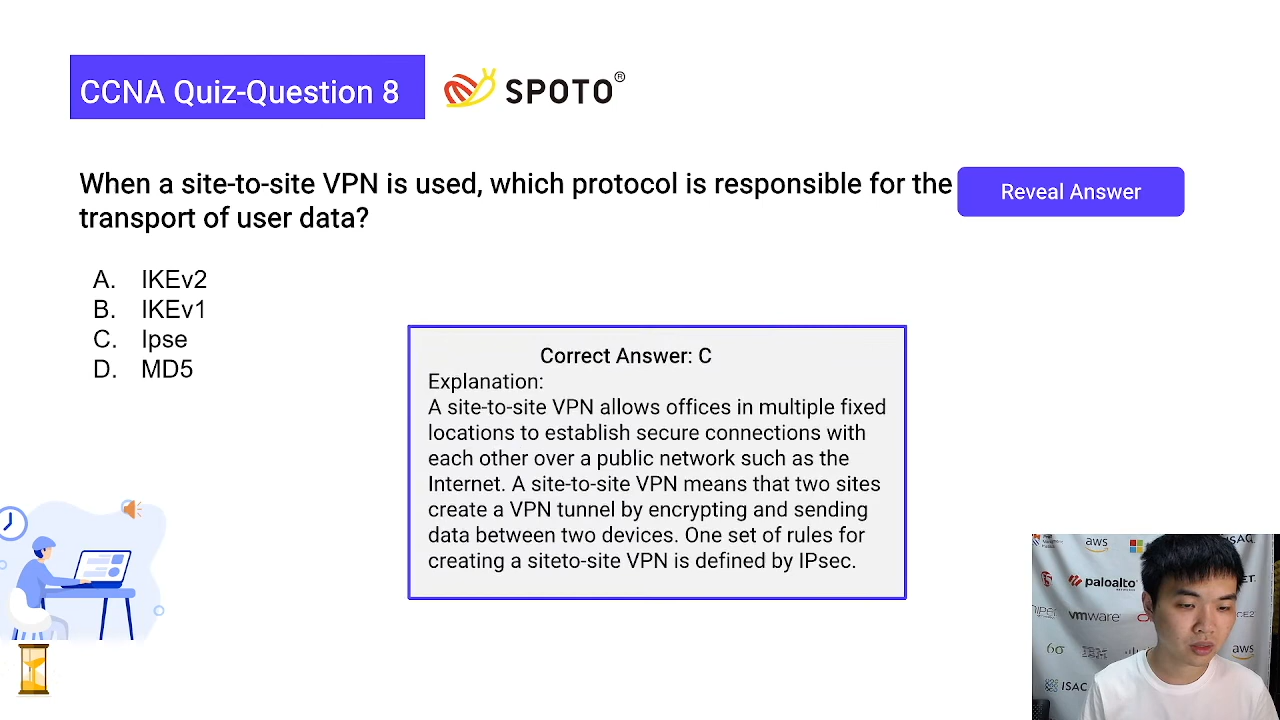 CCNA Quiz-Question 8
SPOTO®
When a site-to-site VPN is used, which protocol is responsible for the
transport of user data?
Reveal Answer
A. IKEv2
B. IKEv1
C. Ipse
D. MD5
Correct Answer: C
Explanation:
A site-to-site VPN allows offices in multiple fixed
locations to establish secure connections with
each other over a public network such as the
Internet. A site-to-site VPN means that two sites
create a VPN tunnel by encrypting and sending
data between two devices. One set of rules for
creating a siteto-site VPN is defined by IPsec.
aws
paloalto
vmware
IBM
aws
ISAC